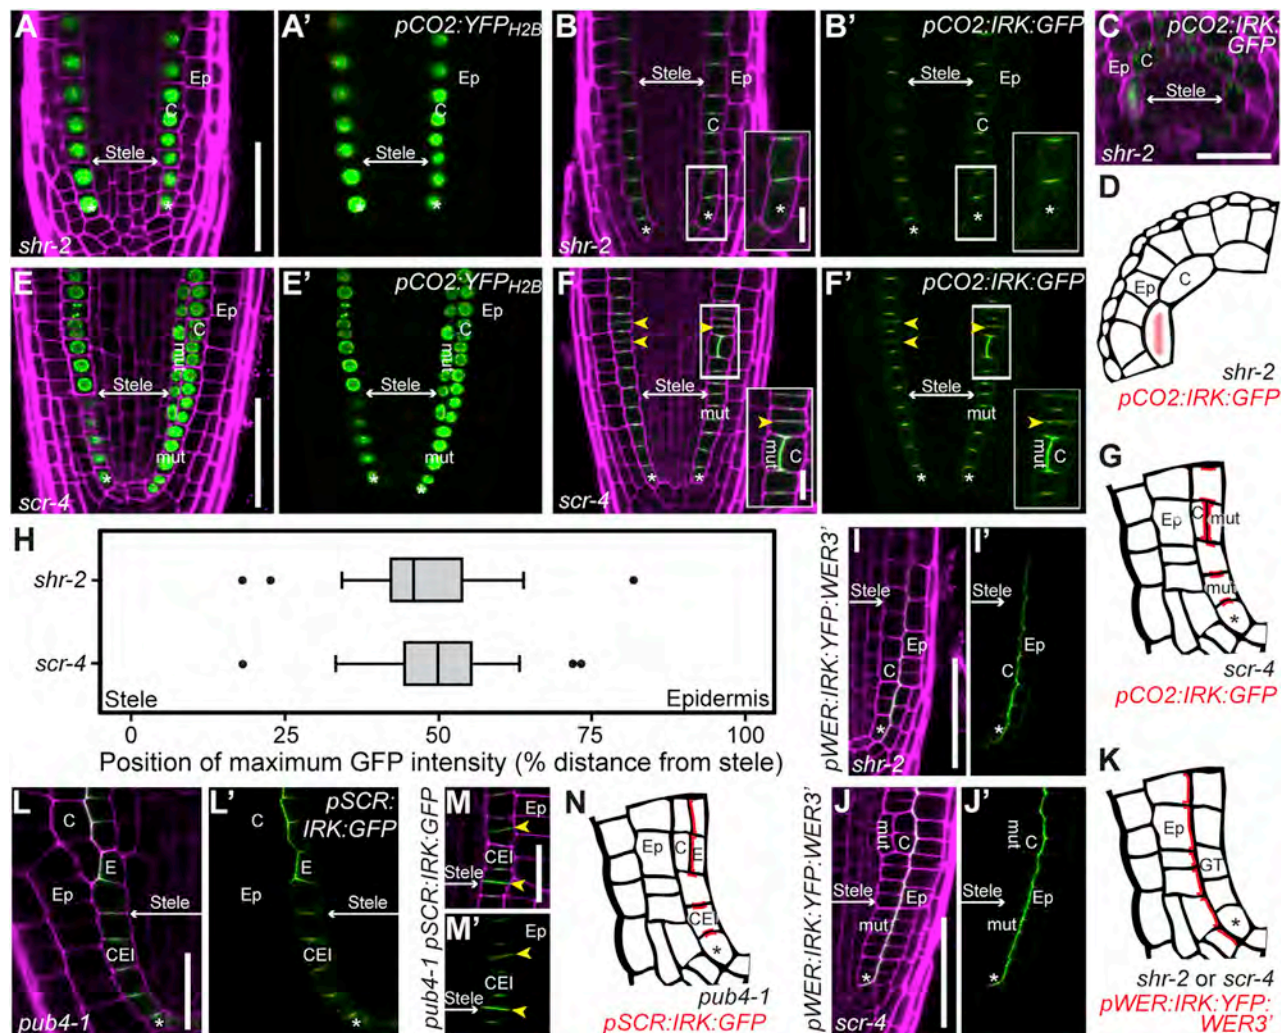 A
Ep
C
Stele
*
shr-2
A'
pCO2:YFPH2B
Ep
C
Stele
*
B
Stele
Ep
C
*
*
*
shr-2
B'
pCO2:IRK:GFP
Stele
Ep
C
*
*
*
C
pCO2:IRK:
GFP
Ep
C
Stele
shr-2
D
Ep
C
shr-2
pCO2:IRK:GFP
E
Ep
C
mut
Stele
mut
*
scr-4
E'
pCO2:YFPH2B
Ep
C
mut
Stele
mut
*
*
F
Stele
mut
mut
C
*
*
scr-4
F'
pCO2:IRK:GFP
Stele
mut
mut
C
*
*
G
Ep
C
mut
mut
*
scr-4
pCO2:IRK:GFP
H
shr-2
scr-4
Stele
Epidermis
0
25
50
75
100
Position of maximum GFP intensity (% distance from stele)
pWER:IRK:YFP:WER3'
I
Stele
Ep
C
*
shr-2
I'
Stele
Ep
C
*
pWER:IRK:YFP:WER3'
J
mut
C
Stele
Ep
mut
*
scr-4
J'
mut
C
Stele
Ep
mut
*
K
Ep
GT
*
shr-2 or scr-4
pWER:IRK:YFP:
WER3'
L
C
E
Ep
Stele
CEI
*
pub4-1
L'
pSCR:
IRK:GFP
C
E
Ep
Stele
CEI
*
pub4-1 pSCR:IRK:GFP
M
Ep
CEI
Stele
M'
Ep
CEI
Stele
N
Ep
C
E
CEI
*
pub4-1
pSCR:IRK:GFP